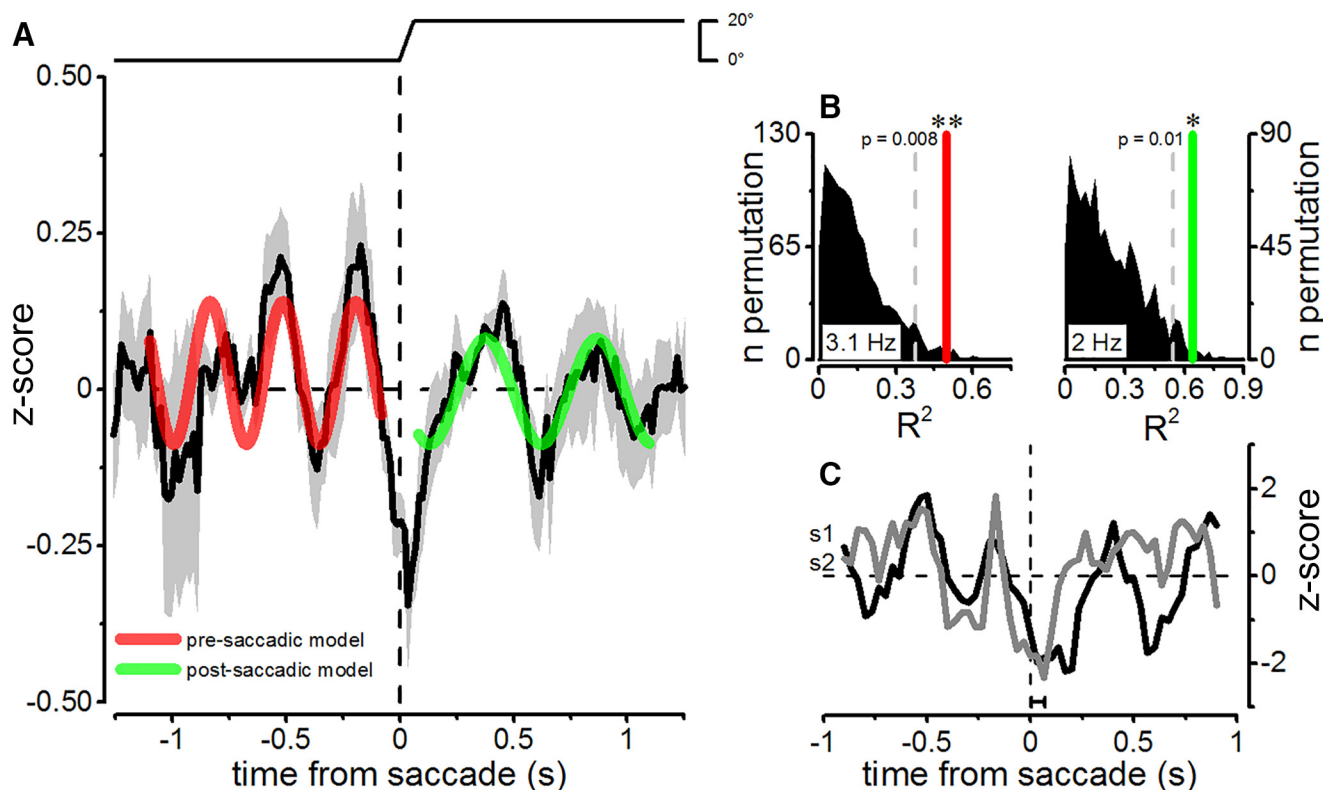 A
20°
0°
0.50
0.25
0
-0.25
-0.50
z-score
pre-saccadic model
post-saccadic model
-1 -0.5 0 0.5 1
time from saccade (s)
B
** *
130
65
0
n permutation
p = 0.008
3.1 Hz
0 0.3 0.6
R²
p = 0.01
2 Hz
0 0.3 0.6 0.9
R²
90
45
0
n permutation
C
s1
s2
2
0
-2
z-score
-1 -0.5 0 0.5 1
time from saccade (s)